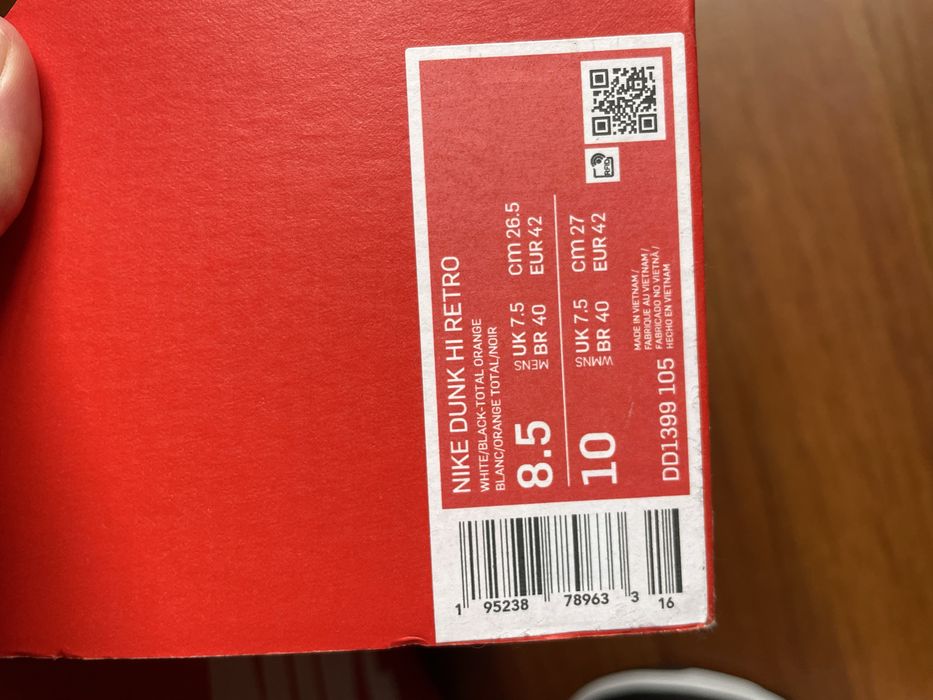 NIKE DUNK HI RETRO
WHITE/BLACK-TOTAL ORANGE
BLANC/ORANGE TOTAL/NOIR
8.5
MENS
UK 7.5
BR 40
cm 26.5
EUR 42
10
WMNS
UK 7.5
BR 40
cm 27
EUR 42
MADE IN VIETNAM /
FABRIQUE AU VIETNAM /
FABRICADO NO VIETNÃ /
HECHO EN VIETNAM
DD1399 105
RFID
1 95238 78963 3 16